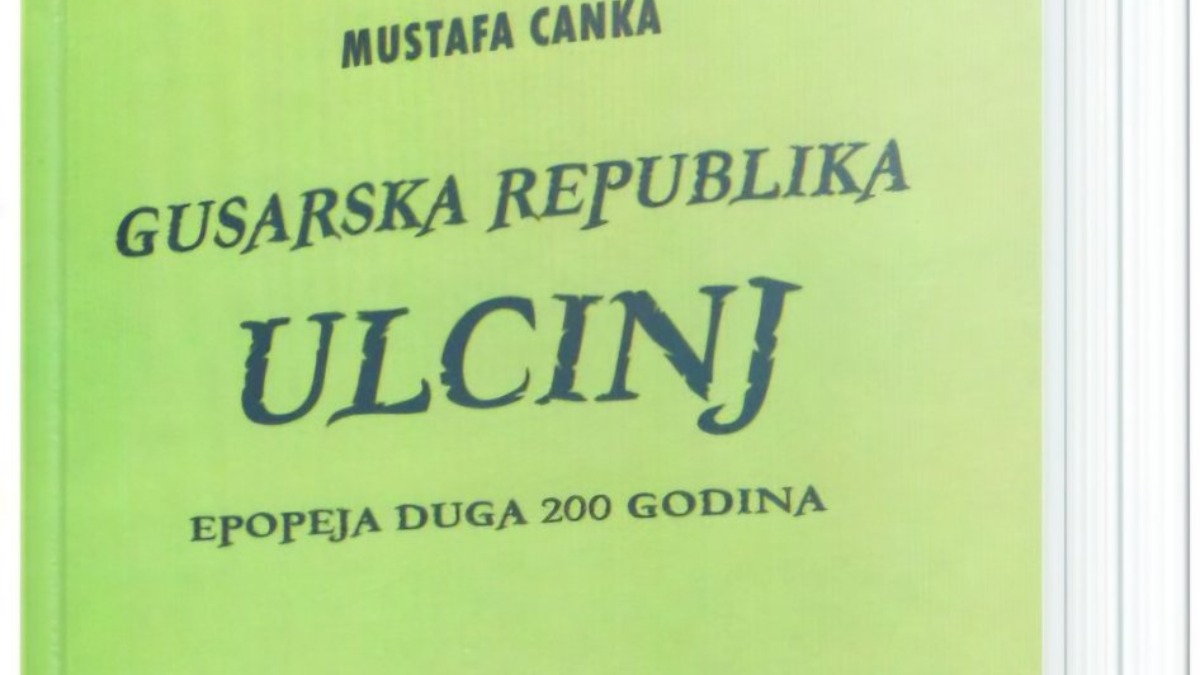 MUSTAFA CANKA
GUSARSKA REPUBLIKA
ULCINJ
EPOPEJA DUGA 200 GODINA